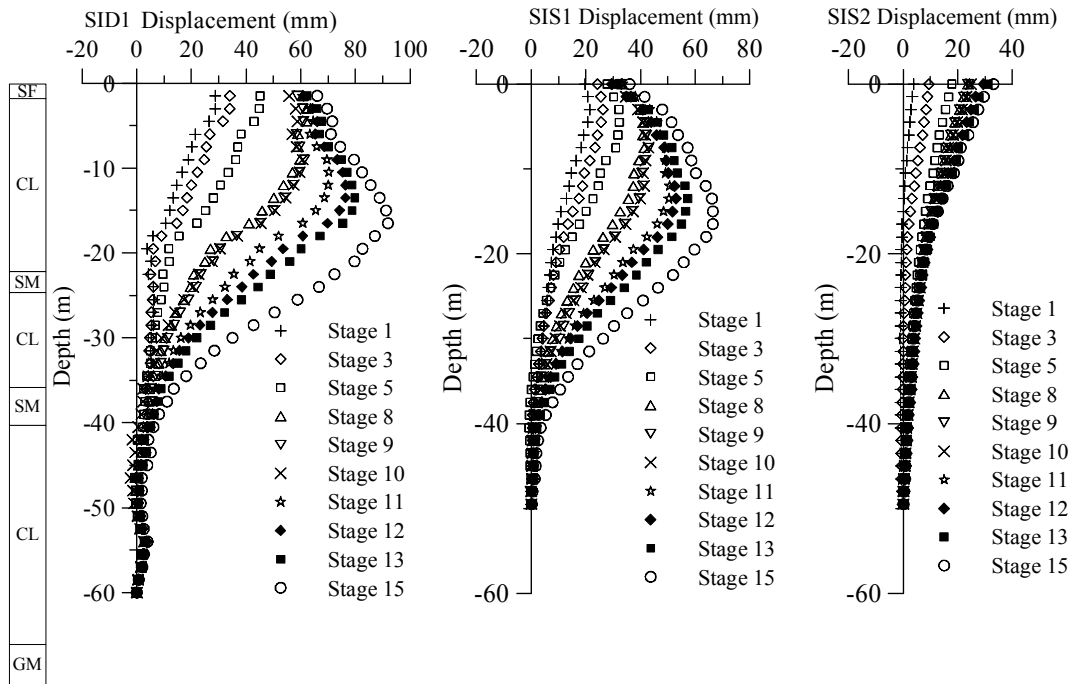 SID1 Displacement (mm)
-20 0 20 40 60 80 100
0
-10
-20
-30
-40
-50
-60
Depth (m)
SF
CL
SM
CL
SM
CL
GM
Stage 1
Stage 3
Stage 5
Stage 8
Stage 9
Stage 10
Stage 11
Stage 12
Stage 13
Stage 15
SIS1 Displacement (mm)
-20 0 20 40 60 80
0
-20
-40
-60
Depth (m)
Stage 1
Stage 3
Stage 5
Stage 8
Stage 9
Stage 10
Stage 11
Stage 12
Stage 13
Stage 15
SIS2 Displacement (mm)
-20 0 20 40
0
-20
-40
-60
Depth (m)
Stage 1
Stage 3
Stage 5
Stage 8
Stage 9
Stage 10
Stage 11
Stage 12
Stage 13
Stage 15